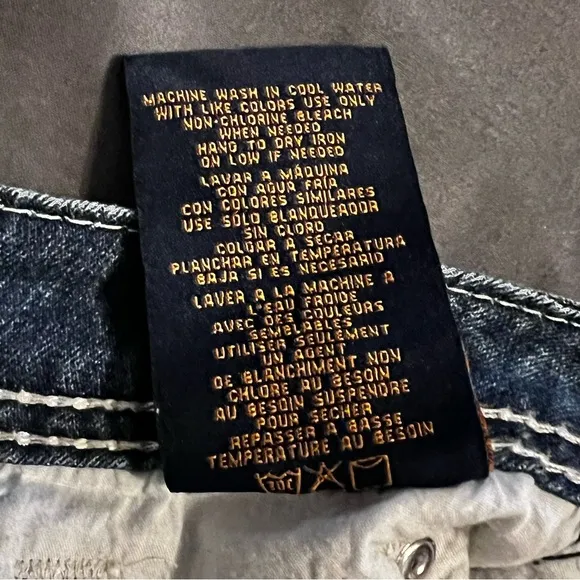 MACHINE WASH IN COOL WATER
WITH LIKE COLORS USE ONLY
NON-CHLORINE BLEACH
WHEN NEEDED
HANG TO DRY IRON
ON LOW IF NEEDED
LAVAR A MÁQUINA
CON AGUA FRÍA
CON COLORES SIMILARES
USE SÓLO BLANQUEADOR
SIN CLORO
COLGAR A SECAR
PLANCHAR EN TEMPERATURA
BAJA SI ES NECESARIO
LAVER A LA MACHINE A
L'EAU FROIDE
AVEC DES COULEURS
SEMBLABLES
UTILISER SEULEMENT
UN AGENT
DE BLANCHIMENT NON
CHLORE AU BESOIN
AU BESOIN SUSPENDRE
POUR SÉCHER
REPASSER A BASSE
TEMPERATURE AU BESOIN